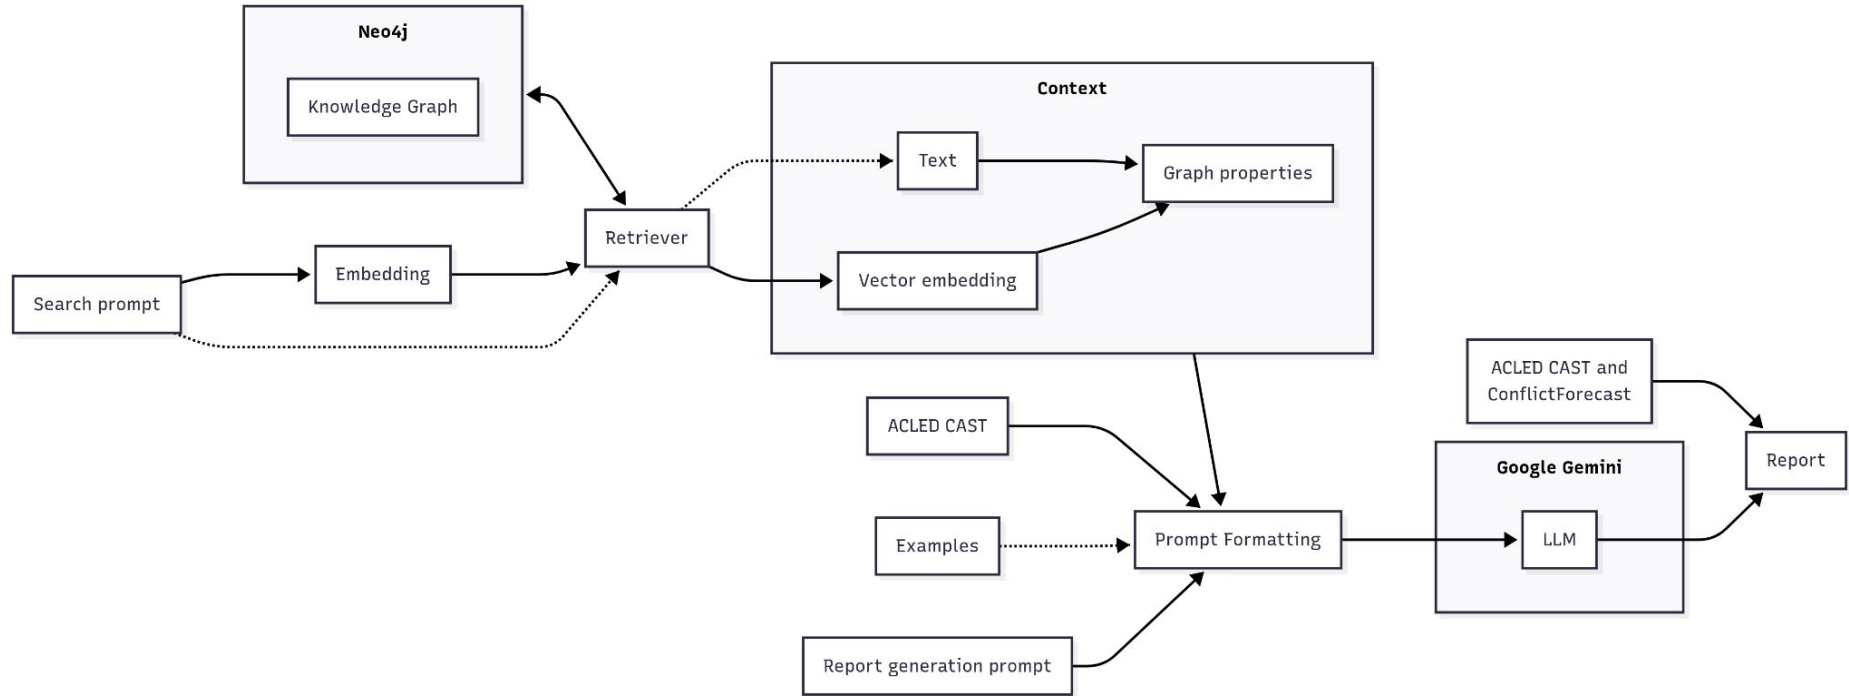 Neo4j
Knowledge Graph
Context
Text
Graph properties
Retriever
Embedding
Vector embedding
Search prompt
ACLED CAST and
ConflictForecast
ACLED CAST
Google Gemini
Report
Examples
Prompt Formatting
LLM
Report generation prompt